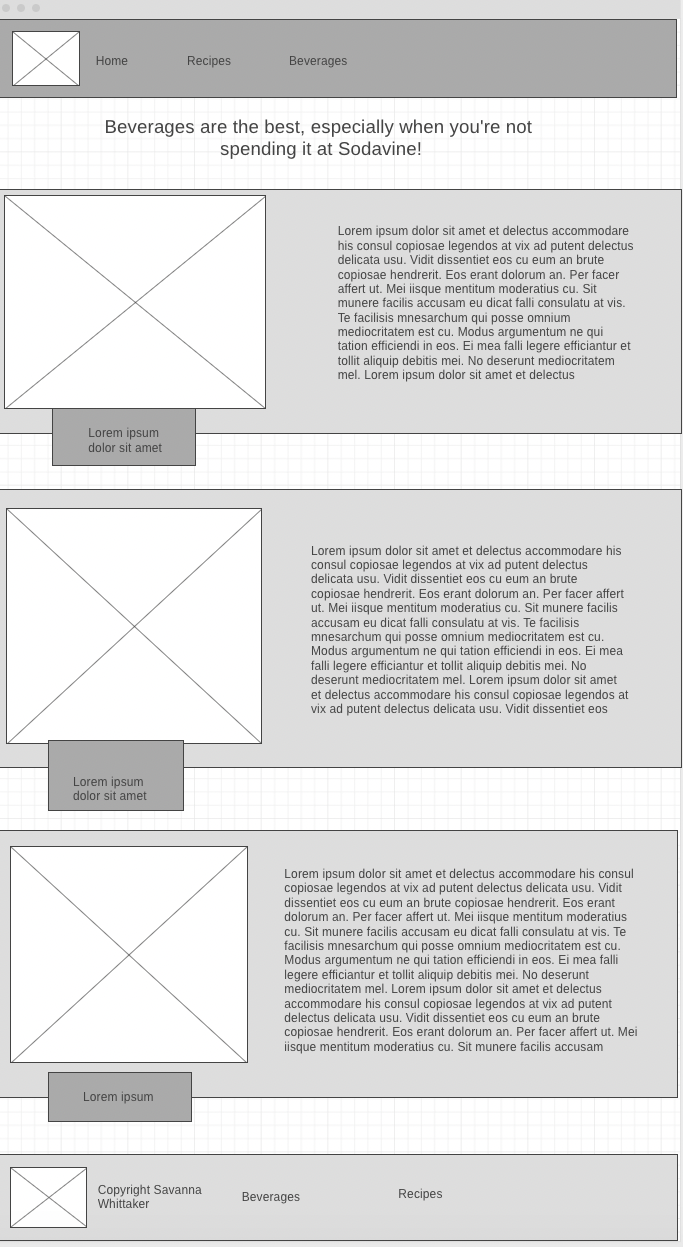 Home Recipes Beverages
Beverages are the best, especially when you're not
spending it at Sodavine!
Lorem ipsum dolor sit amet et delectus accommodare
his consul copiosae legendos at vix ad putent delectus
delicata usu. Vidit dissentiet eos cu eum an brute
copiosae hendrerit. Eos erant dolorum an. Per facer
affert ut. Mei iisque mentitum moderatius cu. Sit
munere facilis accusam eu dicat falli consulatu at vis.
Te facilisis mnesarchum qui posse omnium
mediocritatem est cu. Modus argumentum ne qui
tation efficiendi in eos. Ei mea falli legere efficiantur et
tollit aliquip debitis mei. No deserunt mediocritatem
mel. Lorem ipsum dolor sit amet et delectus
Lorem ipsum
dolor sit amet
Lorem ipsum dolor sit amet et delectus accommodare his
consul copiosae legendos at vix ad putent delectus
delicata usu. Vidit dissentiet eos cu eum an brute
copiosae hendrerit. Eos erant dolorum an. Per facer affert
ut. Mei iisque mentitum moderatius cu. Sit munere facilis
accusam eu dicat falli consulatu at vis. Te facilisis
mnesarchum qui posse omnium mediocritatem est cu.
Modus argumentum ne qui tation efficiendi in eos. Ei mea
falli legere efficiantur et tollit aliquip debitis mei. No
deserunt mediocritatem mel. Lorem ipsum dolor sit amet
et delectus accommodare his consul copiosae legendos at
vix ad putent delectus delicata usu. Vidit dissentiet eos
Lorem ipsum
dolor sit amet
Lorem ipsum dolor sit amet et delectus accommodare his consul
copiosae legendos at vix ad putent delectus delicata usu. Vidit
dissentiet eos cu eum an brute copiosae hendrerit. Eos erant
dolorum an. Per facer affert ut. Mei iisque mentitum moderatius
cu. Sit munere facilis accusam eu dicat falli consulatu at vis. Te
facilisis mnesarchum qui posse omnium mediocritatem est cu.
Modus argumentum ne qui tation efficiendi in eos. Ei mea falli
legere efficiantur et tollit aliquip debitis mei. No deserunt
mediocritatem mel. Lorem ipsum dolor sit amet et delectus
accommodare his consul copiosae legendos at vix ad putent
delectus delicata usu. Vidit dissentiet eos cu eum an brute
copiosae hendrerit. Eos erant dolorum an. Per facer affert ut. Mei
iisque mentitum moderatius cu. Sit munere facilis accusam
Lorem ipsum
Copyright Savanna
Whittaker
Beverages
Recipes